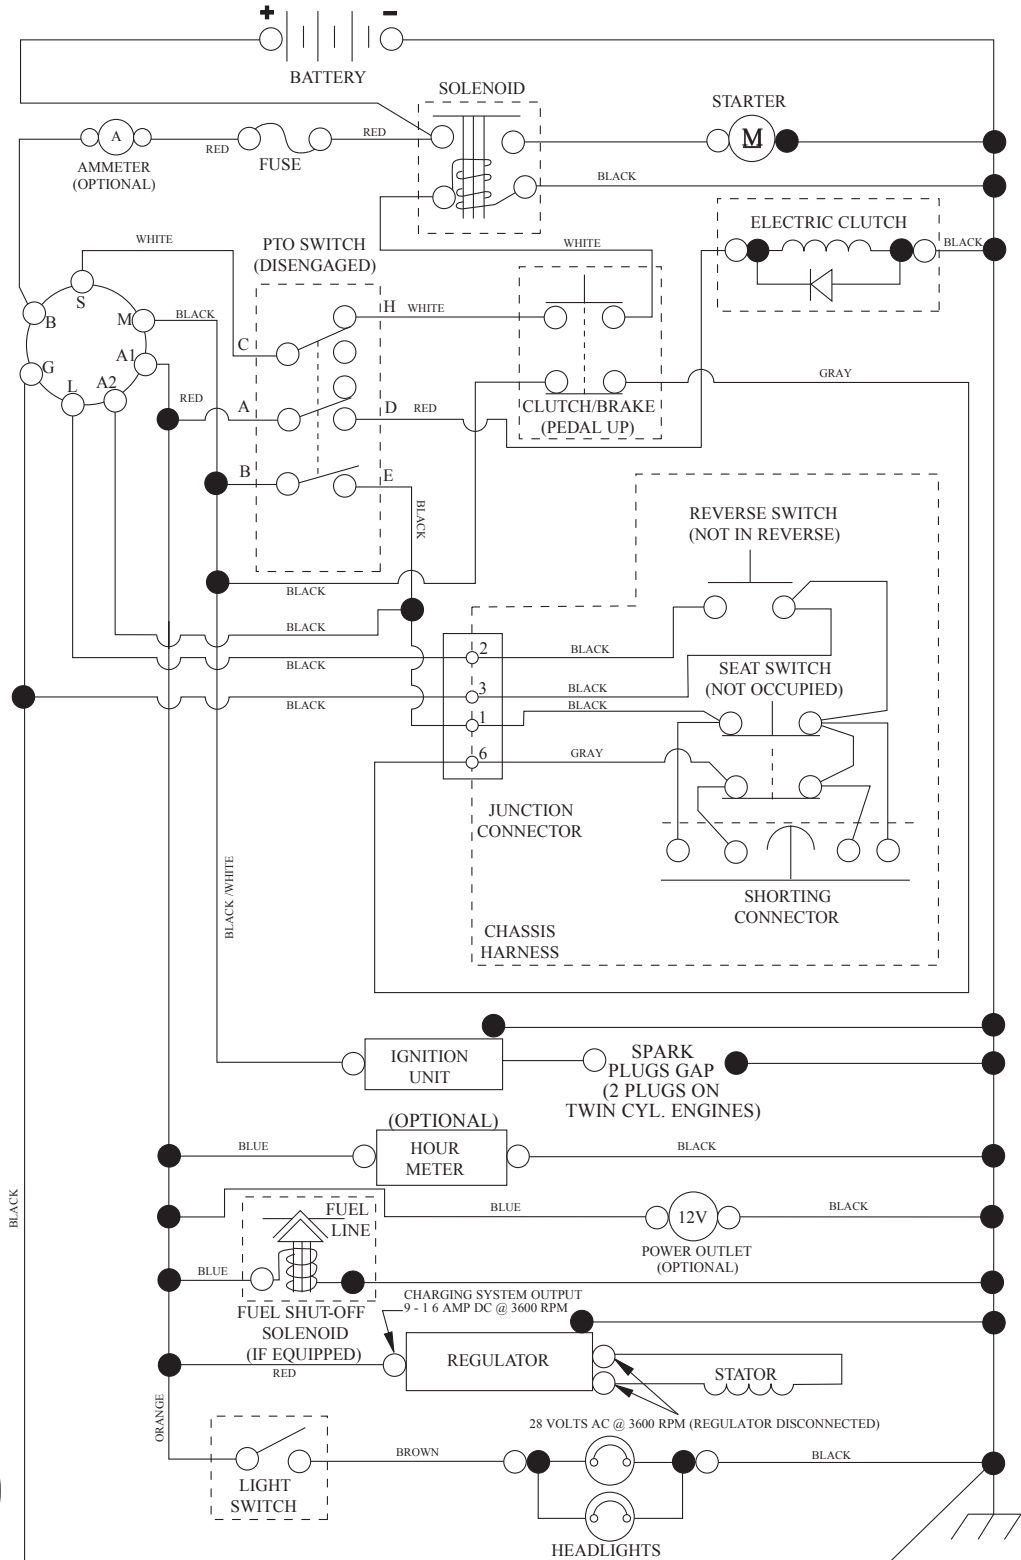 +
-
BATTERY
SOLENOID
STARTER
A
RED
FUSE
RED
M
AMMETER
(OPTIONAL)
BLACK
ELECTRIC CLUTCH
BLACK
WHITE
PTO SWITCH
(DISENGAGED)
WHITE
S
B
M
BLACK
H
WHITE
C
A1
G
L
A2
RED
A
D
RED
GRAY
CLUTCH/BRAKE
(PEDAL UP)
B
E
BLACK
REVERSE SWITCH
(NOT IN REVERSE)
BLACK
BLACK
2
BLACK
BLACK
SEAT SWITCH
(NOT OCCUPIED)
3
BLACK
BLACK
BLACK
1
6
GRAY
JUNCTION
CONNECTOR
BLACK /WHITE
SHORTING
CONNECTOR
CHASSIS
HARNESS
IGNITION
UNIT
SPARK
PLUGS GAP
(2 PLUGS ON
TWIN CYL. ENGINES)
(OPTIONAL)
BLUE
HOUR
METER
BLACK
BLACK
FUEL
LINE
BLUE
12V
BLACK
POWER OUTLET
(OPTIONAL)
BLUE
CHARGING SYSTEM OUTPUT
9 - 1 6 AMP DC @ 3600 RPM
FUEL SHUT-OFF
SOLENOID
(IF EQUIPPED)
RED
REGULATOR
STATOR
ORANGE
28 VOLTS AC @ 3600 RPM (REGULATOR DISCONNECTED)
BROWN
BLACK
LIGHT
SWITCH
HEADLIGHTS